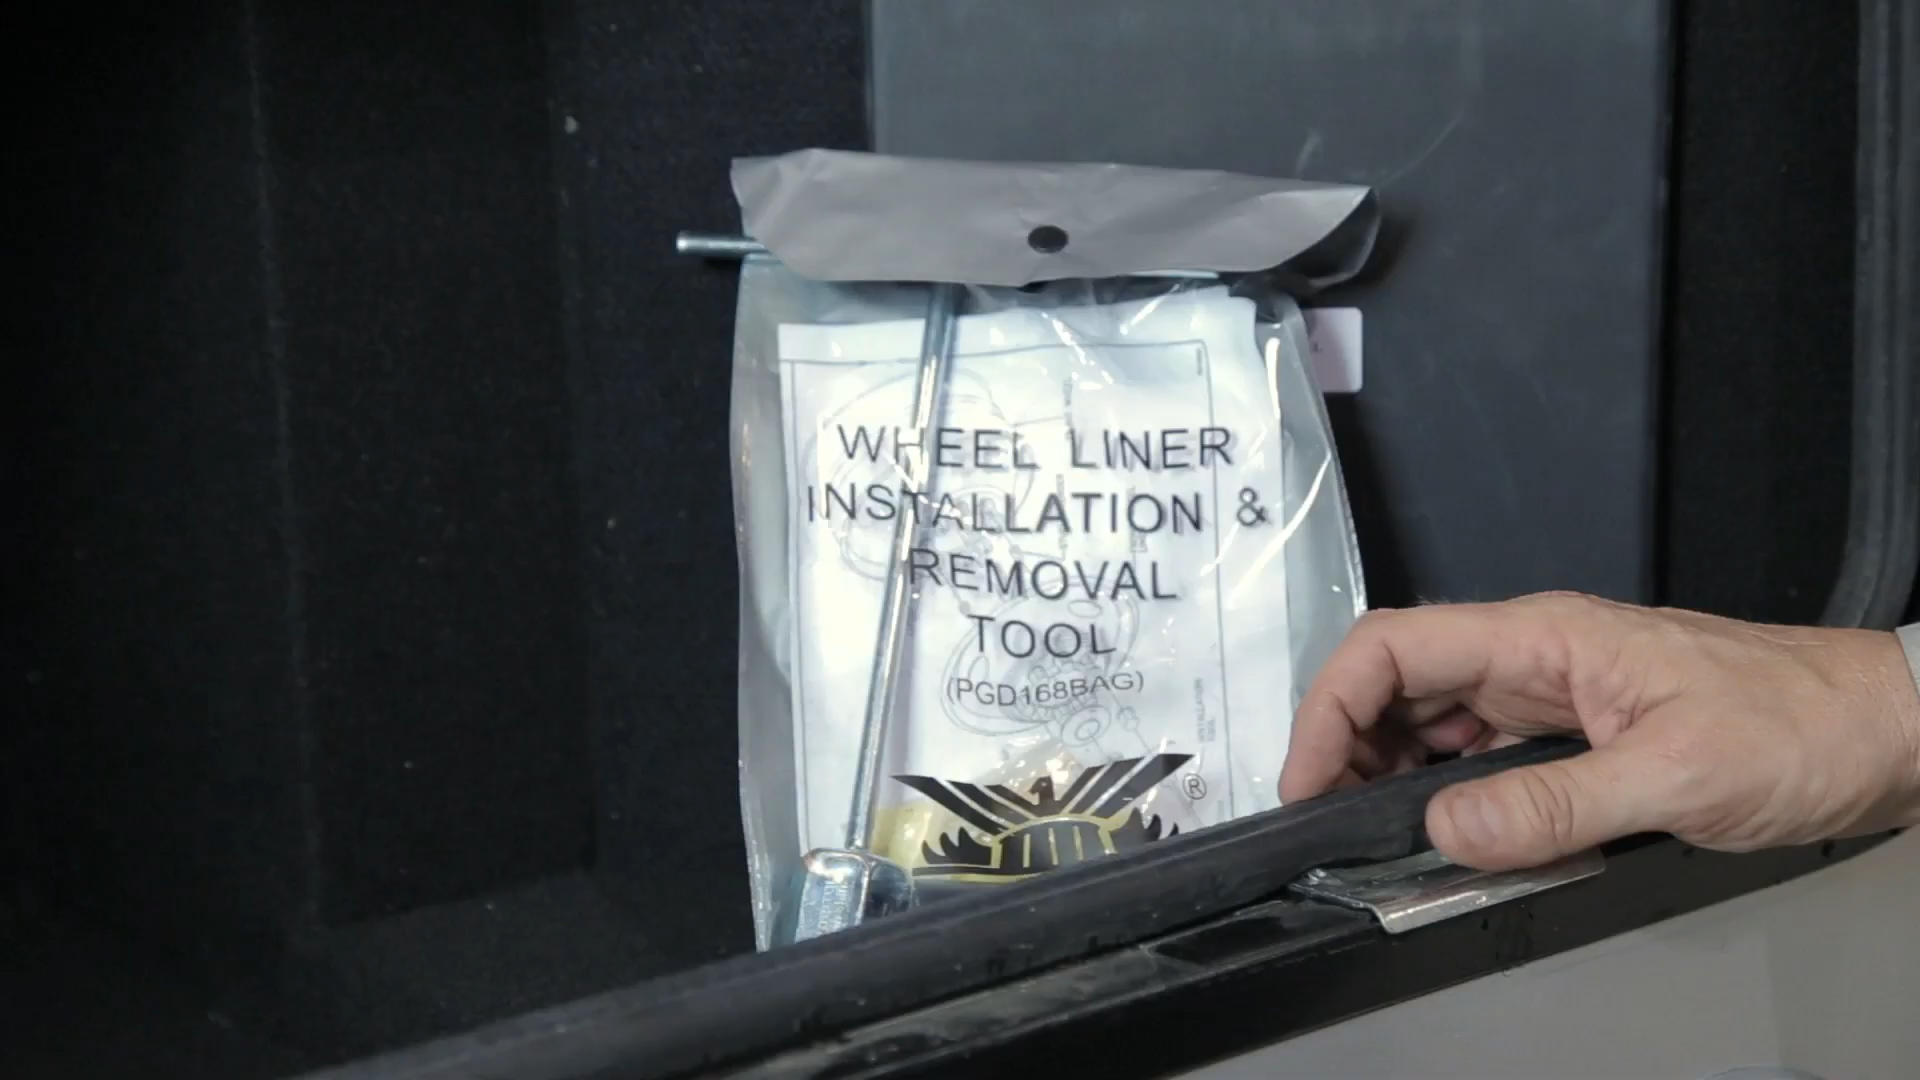 WHEEL LINER
INSTALLATION &
REMOVAL
TOOL
(PGD168BAG)
®